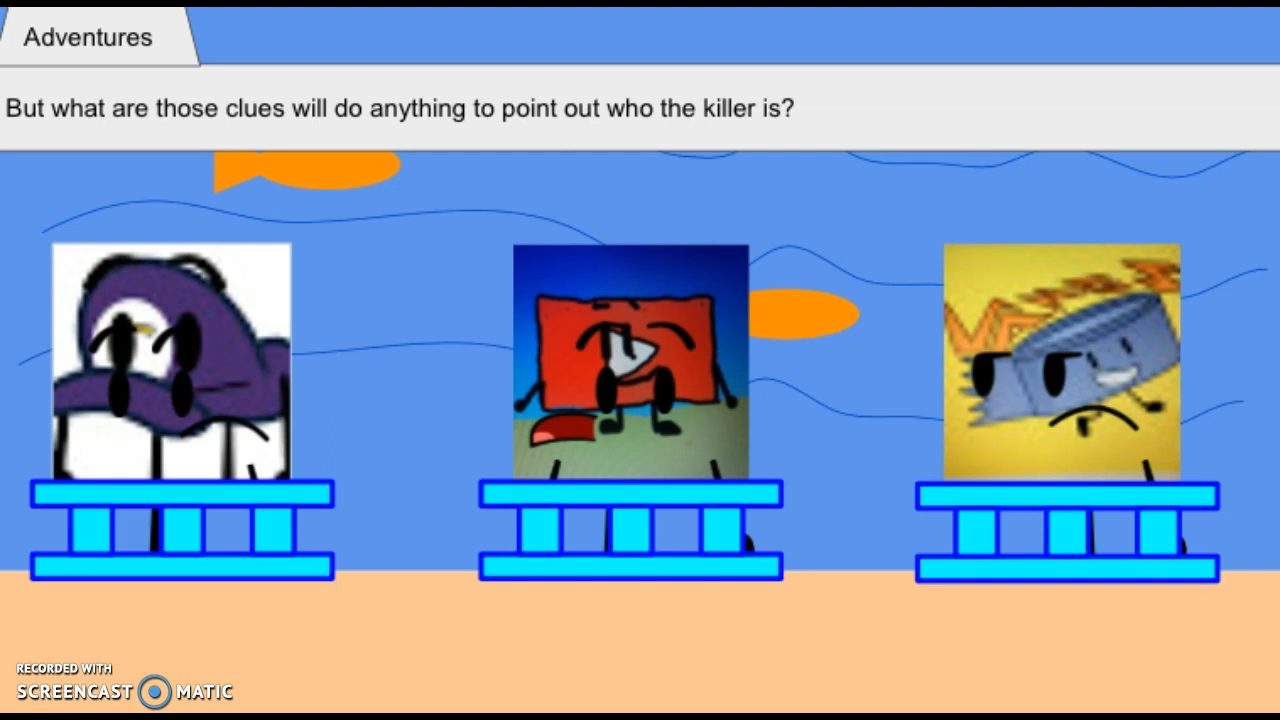 Adventures
But what are those clues will do anything to point out who the killer is?
RECORDED WITH
SCREENCAST MATIC